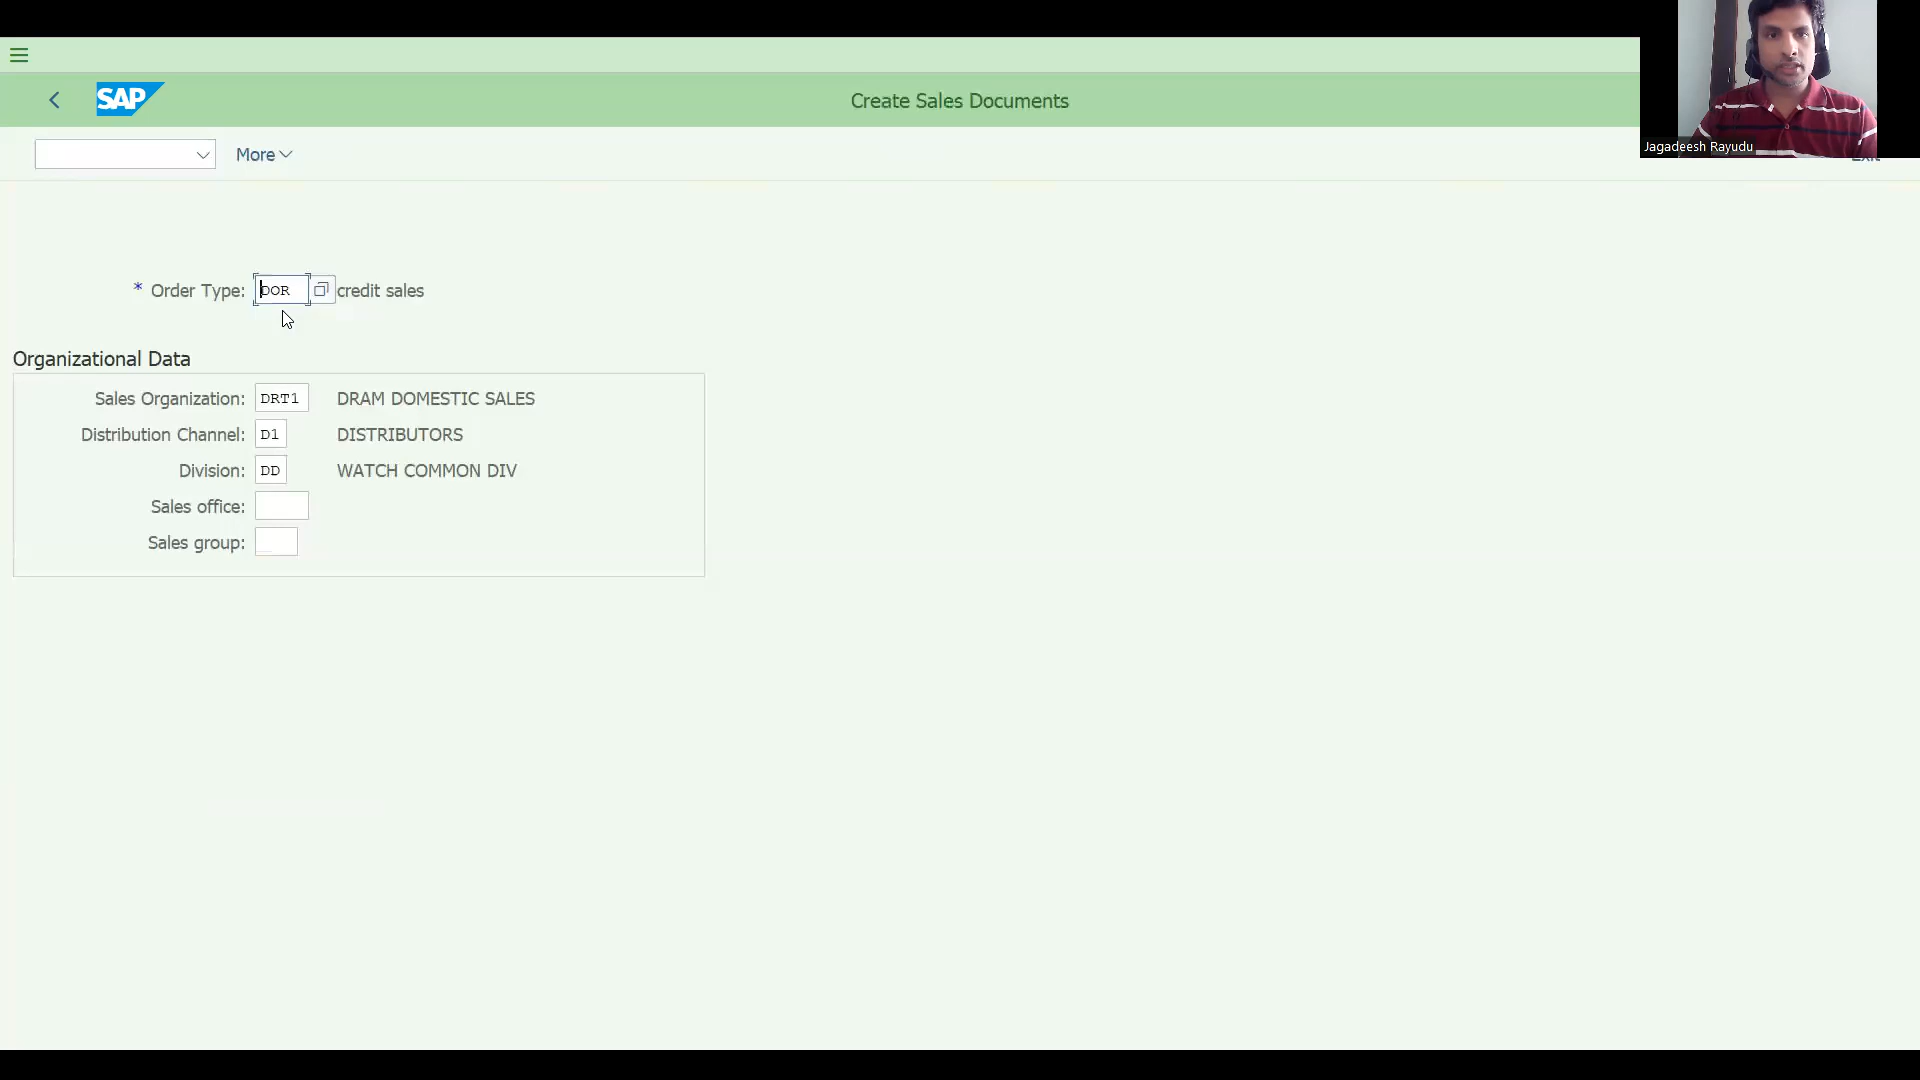 SAP
Create Sales Documents
More
Jagadeesh Rayudu
* Order Type: DOR credit sales
Organizational Data
Sales Organization: DRT1 DRAM DOMESTIC SALES
Distribution Channel: D1 DISTRIBUTORS
Division: DD WATCH COMMON DIV
Sales office:
Sales group: